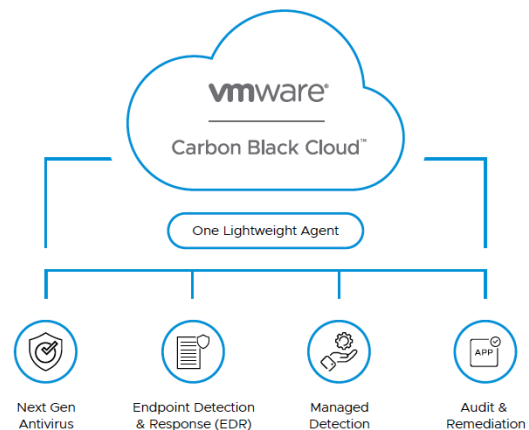 vmware®
Carbon Black Cloud™
One Lightweight Agent
APP
Next Gen
Antivirus
Endpoint Detection
& Response (EDR)
Managed
Detection
Audit &
Remediation